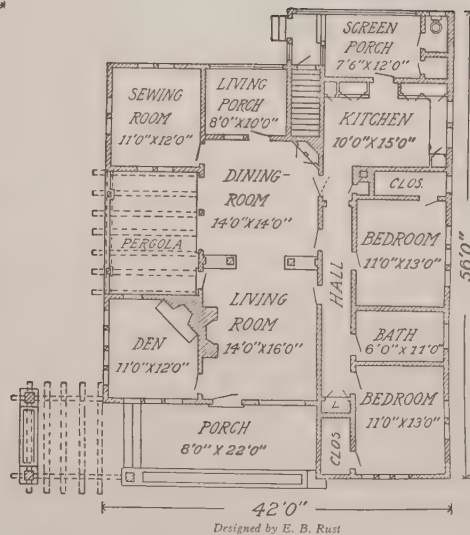 SCREEN
PORCH
7'6"X12'0"
LIVING
PORCH
8'0"X10'0"
SEWING
ROOM
11'0"X12'0"
KITCHEN
10'0"X15'0"
DINING-
ROOM
14'0"X14'0"
CLOS.
PERGOLA
BEDROOM
11'0"X13'0"
HALL
56'0"
LIVING
ROOM
14'0"X16'0"
DEN
11'0"X12'0"
BATH
6'0"X11'0"
BEDROOM
11'0"X13'0"
L
CLOS
PORCH
8'0"X22'0"
42'0"
Designed by E. B. Rust